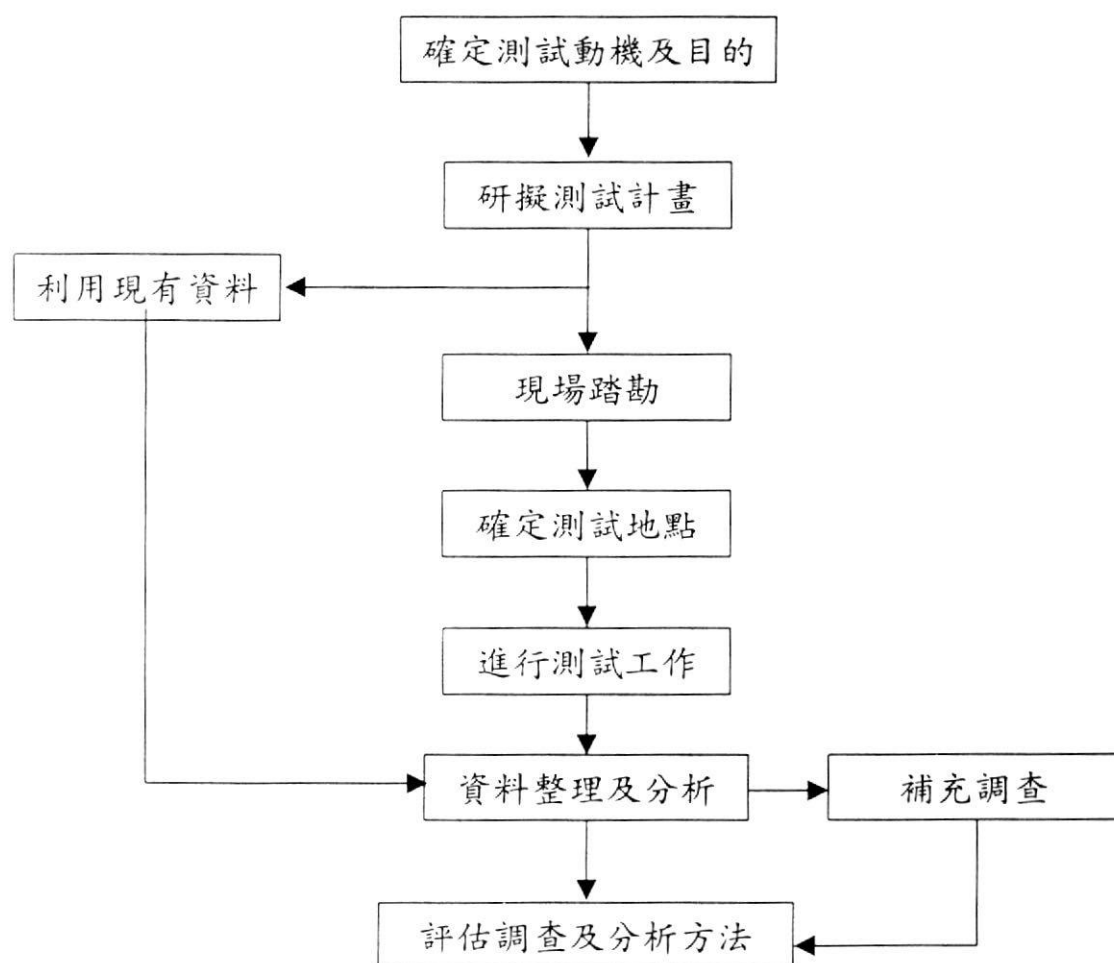 確定測試動機及目的
研擬測試計畫
利用現有資料
現場踏勘
確定測試地點
進行測試工作
資料整理及分析
補充調查
評估調查及分析方法